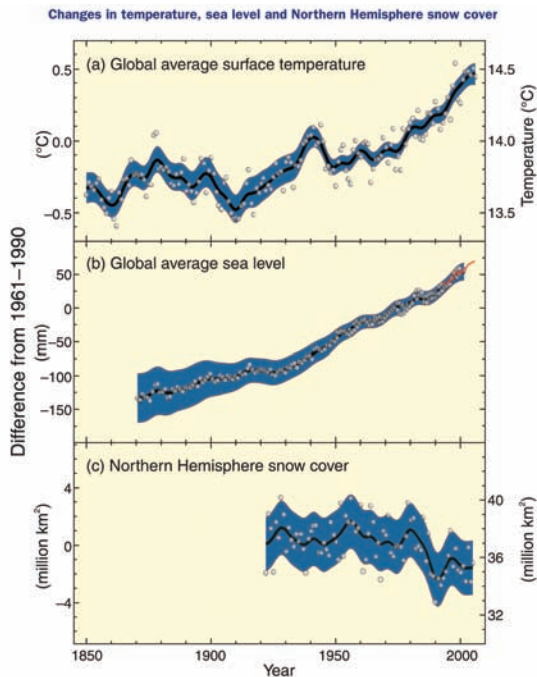 Changes in temperature, sea level and Northern Hemisphere snow cover
(a) Global average surface temperature
0.5
0.0
−0.5
(°C)
14.5
14.0
13.5
Temperature (°C)
Difference from 1961–1990
(b) Global average sea level
50
0
−50
−100
−150
(mm)
(c) Northern Hemisphere snow cover
4
0
−4
(million km²)
40
36
32
(million km²)
1850 1900 1950 2000
Year